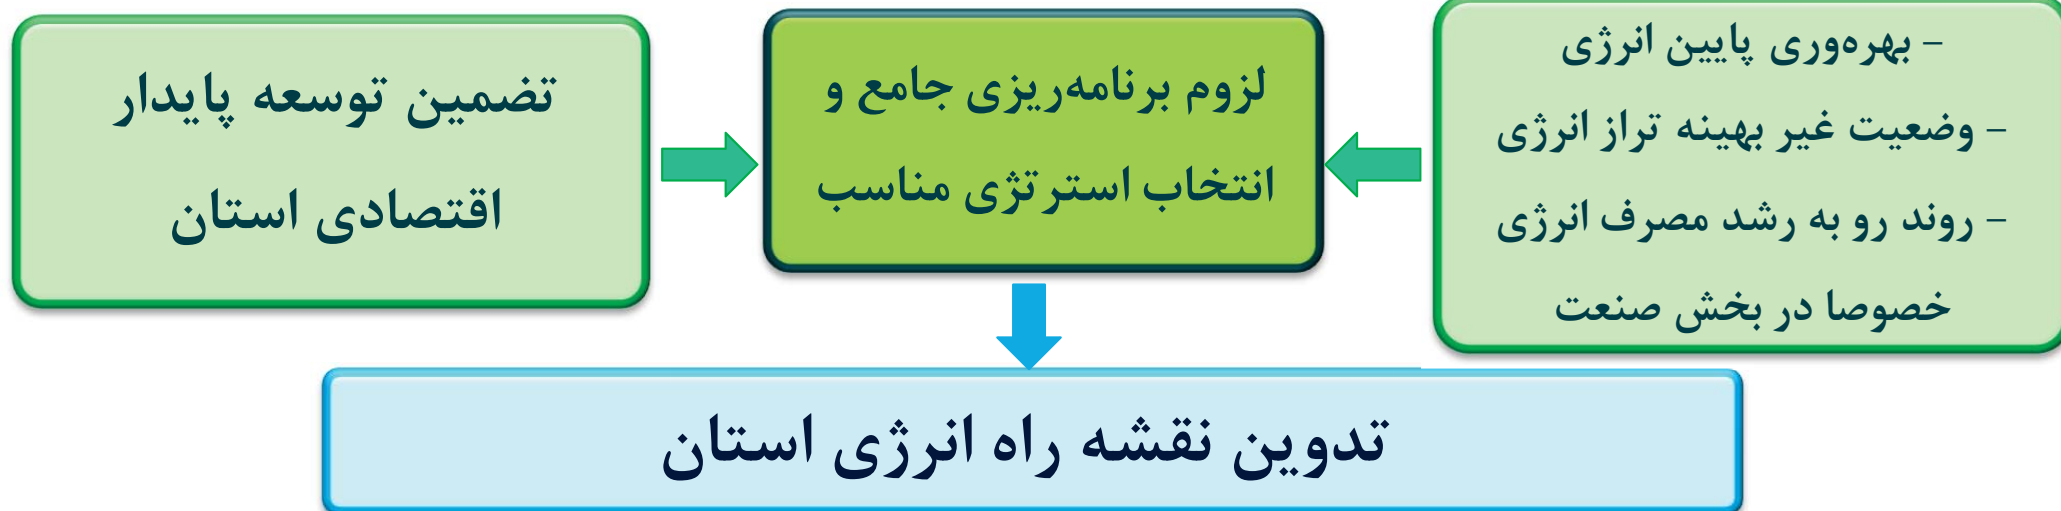 - بهره‌وری پایین انرژی
- وضعیت غیر بهینه تراز انرژی
- روند رو به رشد مصرف انرژی
خصوصا در بخش صنعت
لزوم برنامه‌ریزی جامع و
انتخاب استرتژی مناسب
تضمین توسعه پایدار
اقتصادی استان
تدوین نقشه راه انرژی استان